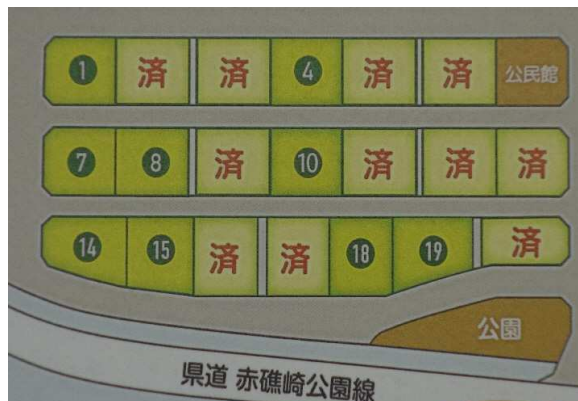 1 済 済 4 済 済 公民館
7 8 済 10 済 済 済
14 15 済 済 18 19 済
公園
県道 赤礁崎公園線